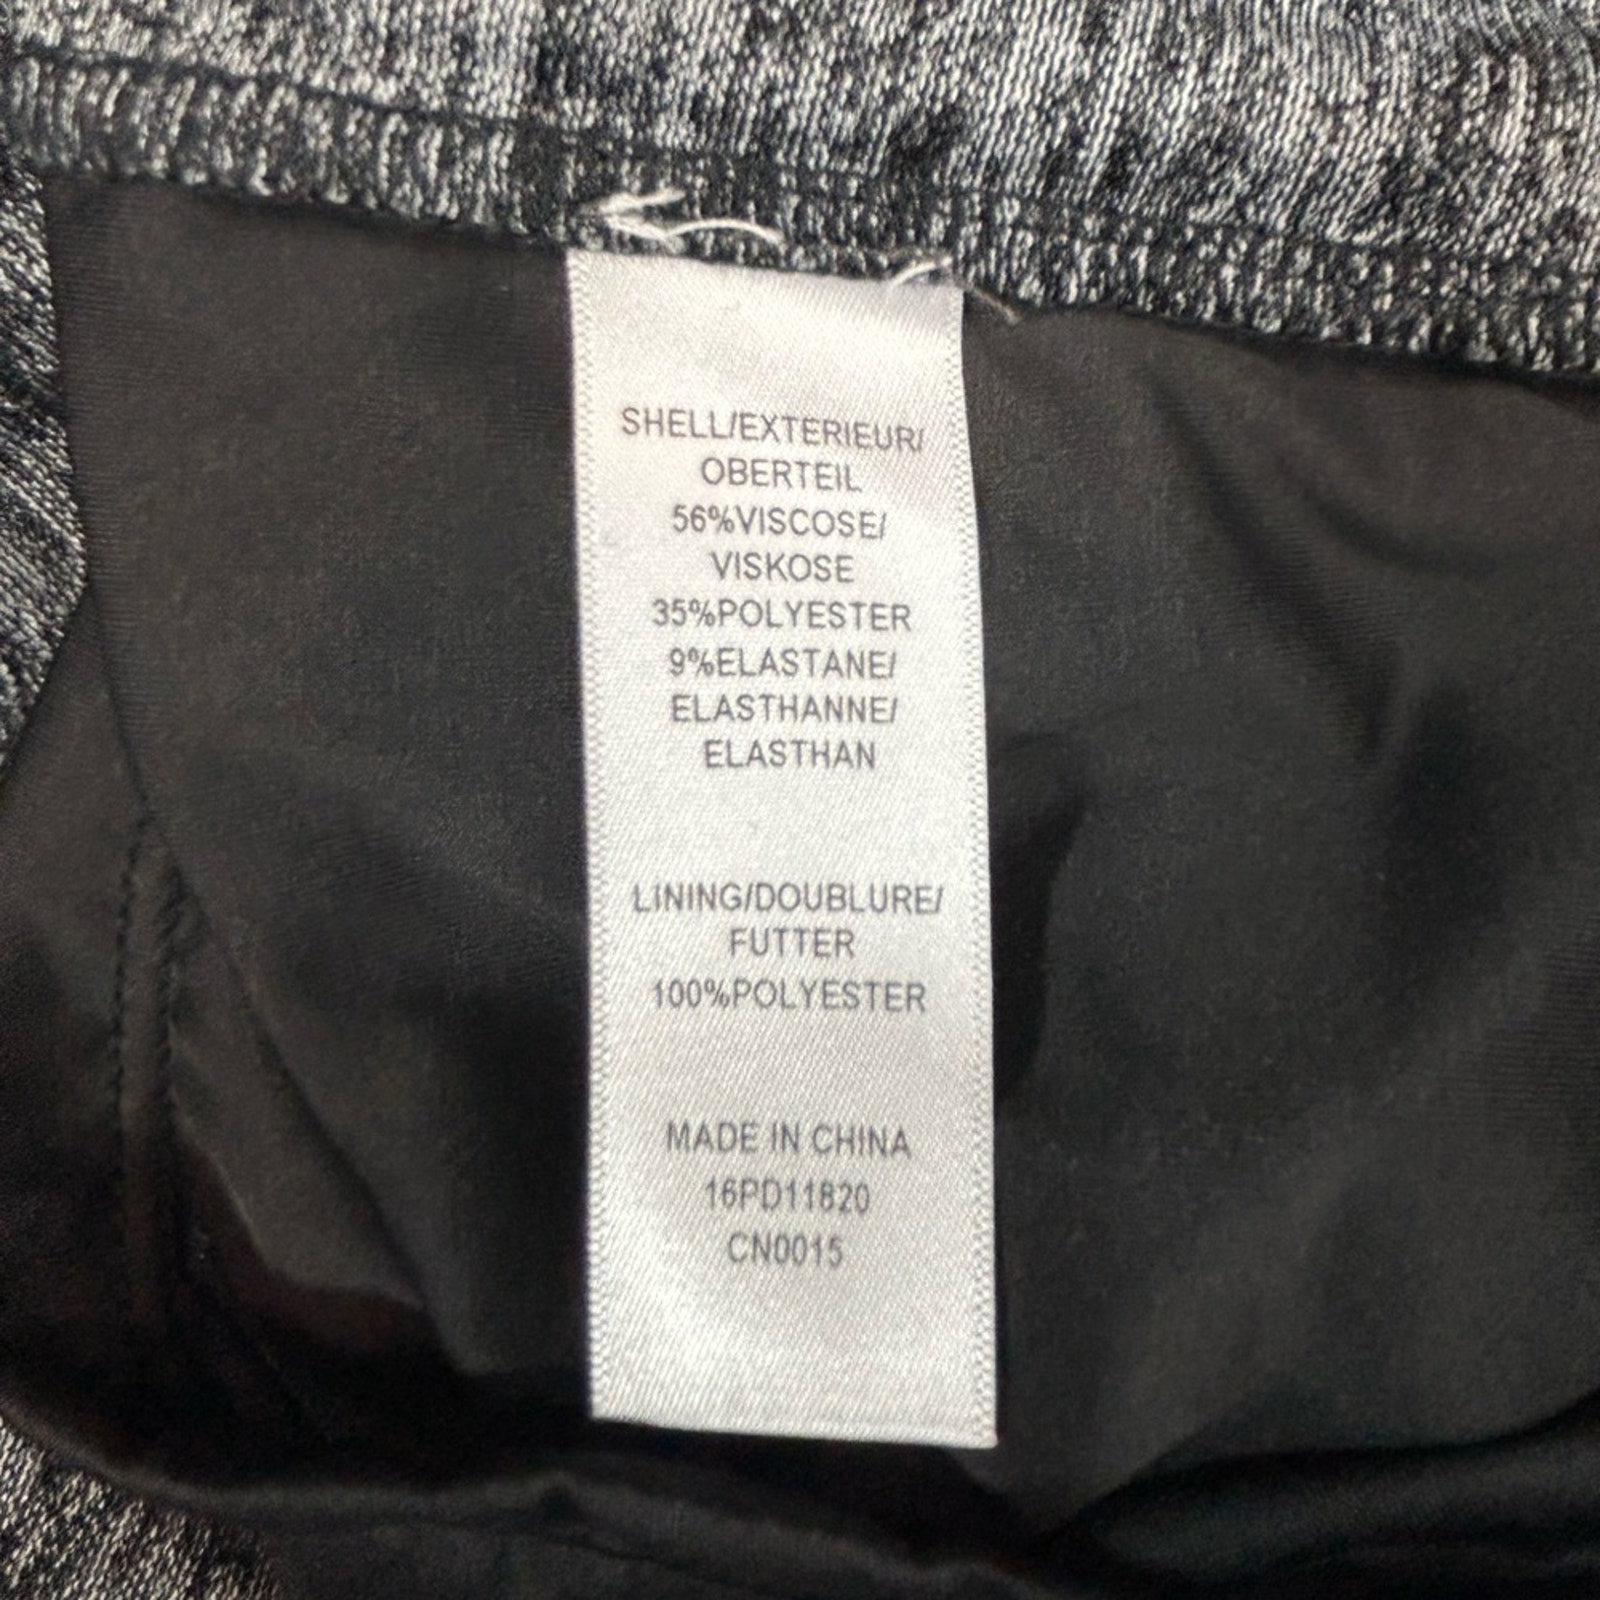 SHELL/EXTERIEUR/
OBERTEIL
56%VISCOSE/
VISKOSE
35%POLYESTER
9%ELASTANE/
ELASTHANNE/
ELASTHAN
LINING/DOUBLURE/
FUTTER
100%POLYESTER
MADE IN CHINA
16PD11820
CN0015